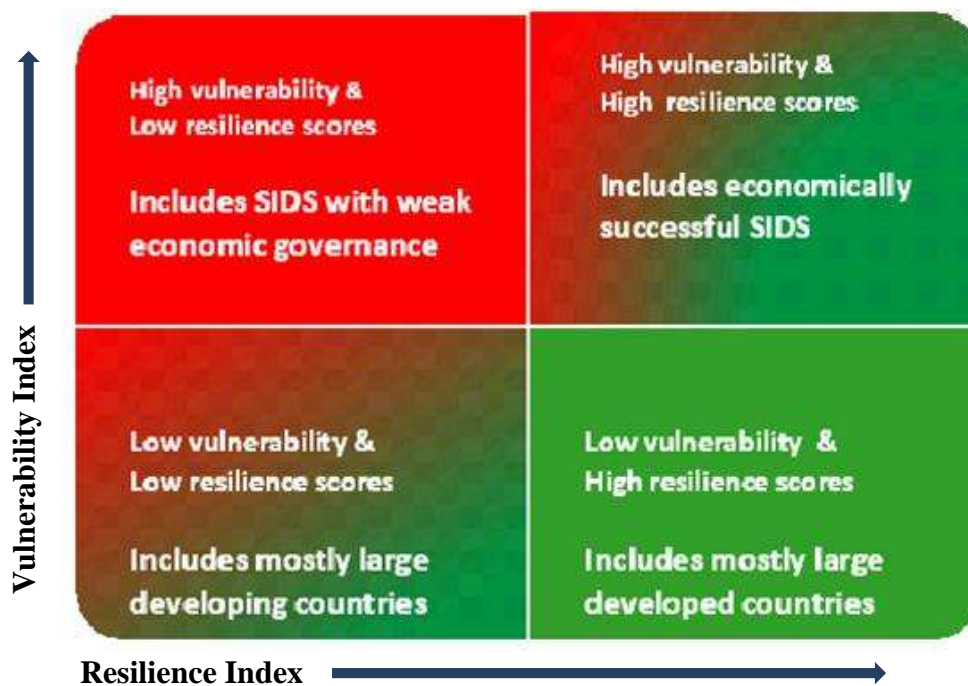 High vulnerability &
Low resilience scores
Includes SIDS with weak
economic governance
High vulnerability &
High resilience scores
Includes economically
successful SIDS
Low vulnerability &
Low resilience scores
Includes mostly large
developing countries
Low vulnerability &
High resilience scores
Includes mostly large
developed countries
Vulnerability Index
Resilience Index